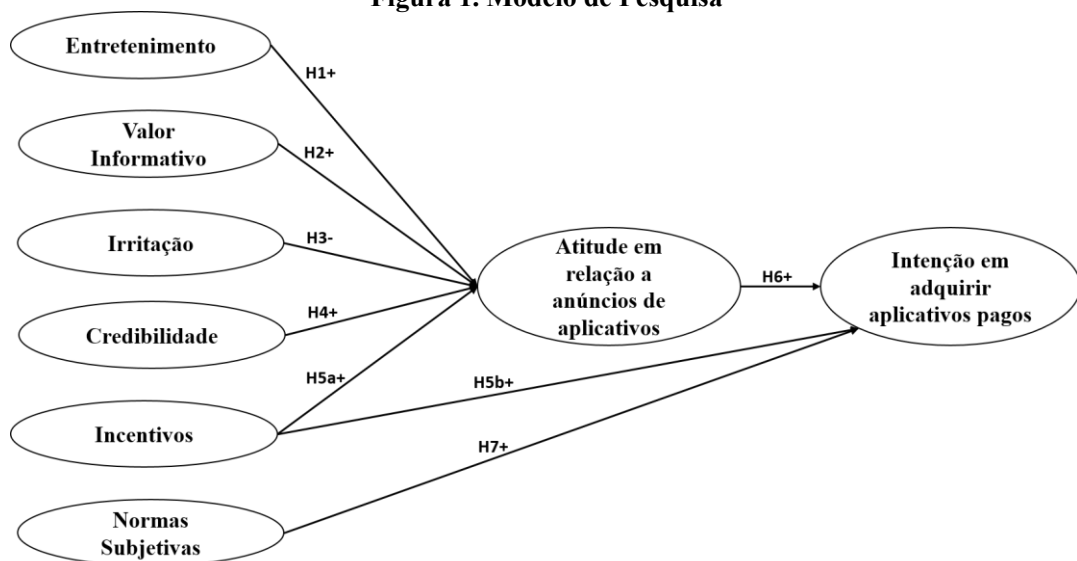 Figura 1. Modelo de Pesquisa
Entretenimento
H1+
Valor
Informativo
H2+
Irritação
H3-
Atitude em
relação a
anúncios de
aplicativos
H6+
Intenção em
adquirir
aplicativos pagos
Credibilidade
H4+
H5a+
Incentivos
H5b+
H7+
Normas
Subjetivas